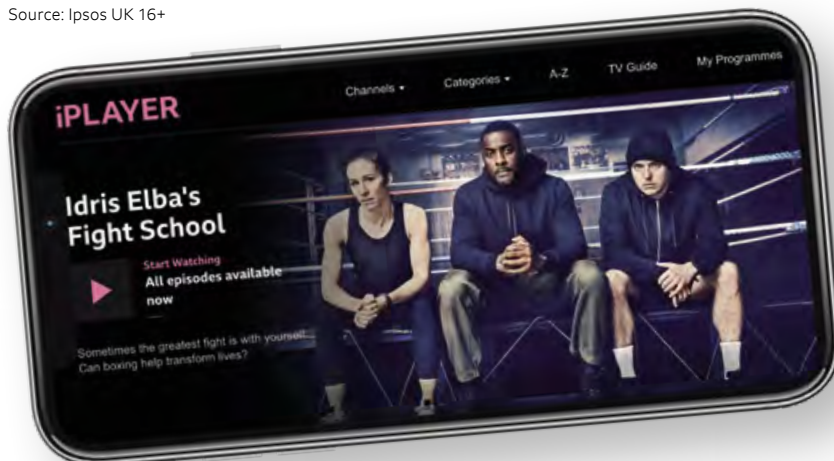 Source: Ipsos UK 16+
iPLAYER
Channels
Categories
A-Z
TV Guide
My Programmes
Idris Elba's
Fight School
Start Watching
All episodes available
now
Sometimes the greatest fight is with yourself.
Can boxing help transform lives?